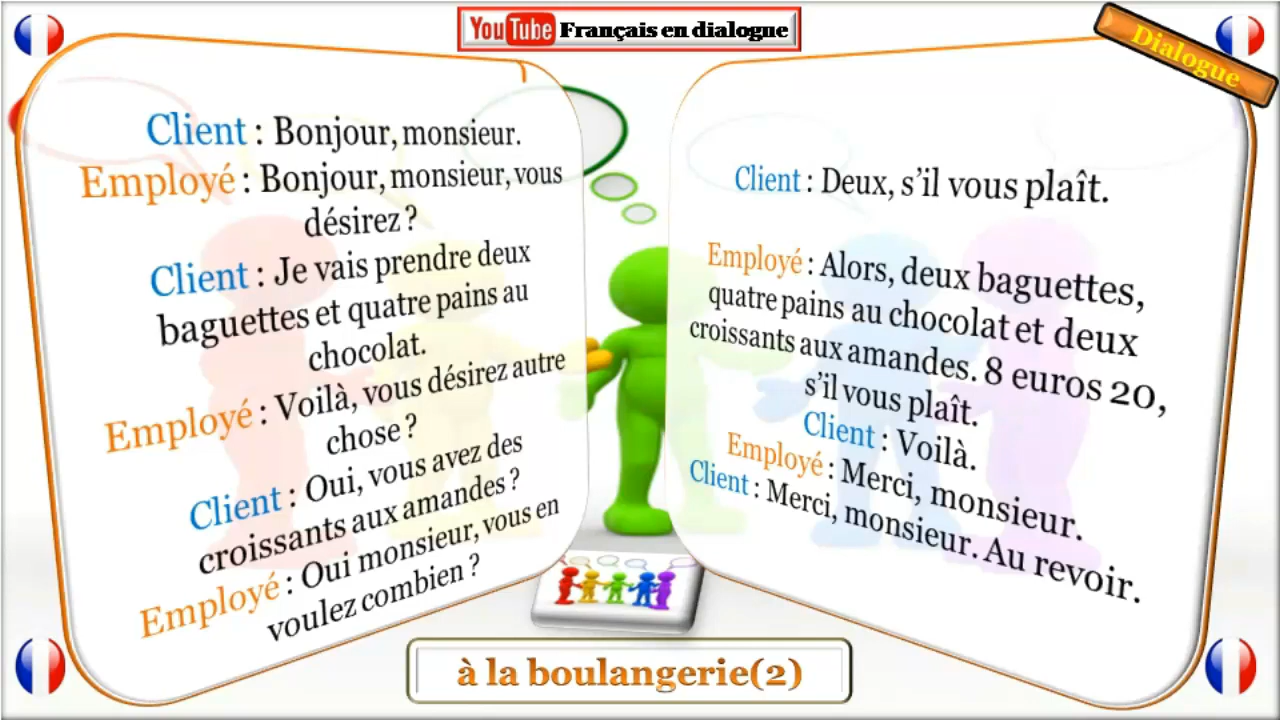 YouTube Français en dialogue
Dialogue
Client : Bonjour, monsieur.
Employé : Bonjour, monsieur, vous
désirez ?
Client : Je vais prendre deux
baguettes et quatre pains au
chocolat.
Employé : Voilà, vous désirez autre
chose ?
Client : Oui, vous avez des
croissants aux amandes ?
Employé : Oui monsieur, vous en
voulez combien ?
Client : Deux, s’il vous plaît.
Employé : Alors, deux baguettes,
quatre pains au chocolat et deux
croissants aux amandes. 8 euros 20,
s’il vous plaît.
Client : Voilà.
Employé : Merci, monsieur.
Client : Merci, monsieur. Au revoir.
à la boulangerie(2)